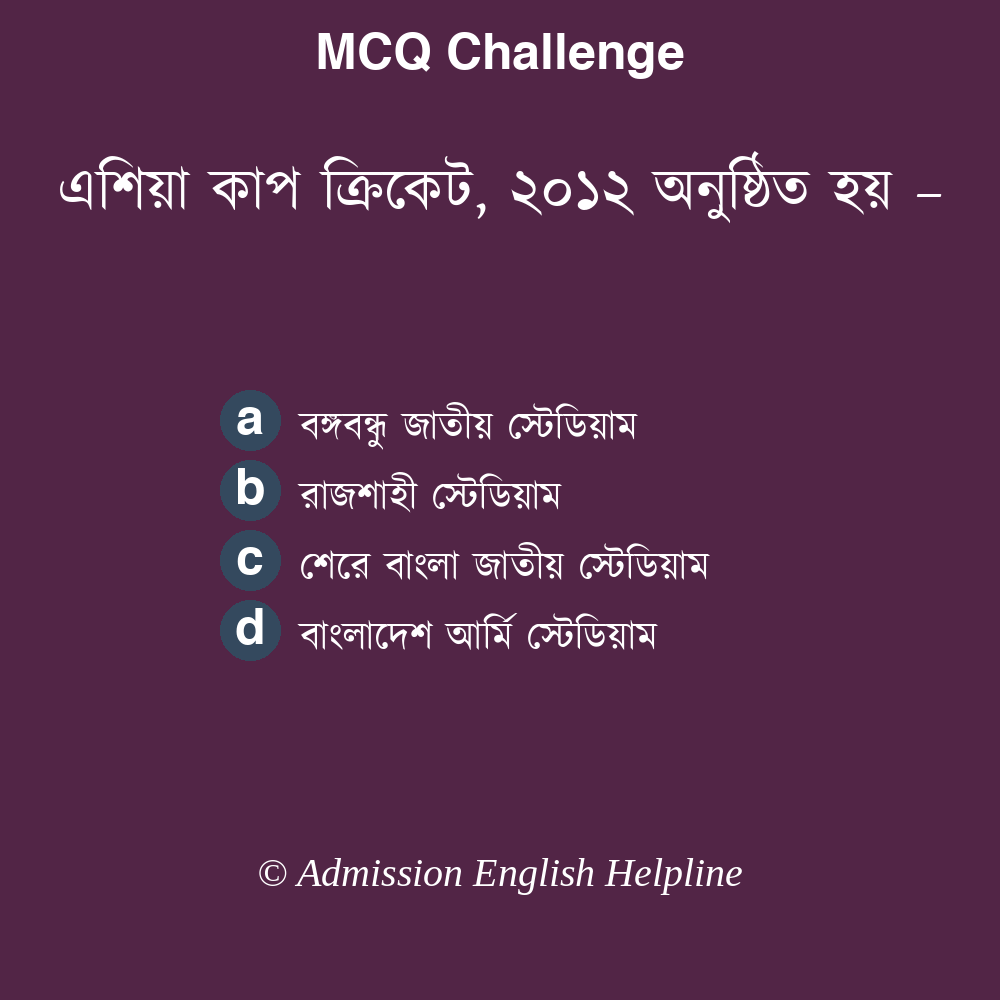 MCQ Challenge
এশিয়া কাপ ক্রিকেট, ২০১২ অনুষ্ঠিত হয় –
a বঙ্গবন্ধু জাতীয় স্টেডিয়াম
b রাজশাহী স্টেডিয়াম
c শেরে বাংলা জাতীয় স্টেডিয়াম
d বাংলাদেশ আর্মি স্টেডিয়াম
© Admission English Helpline